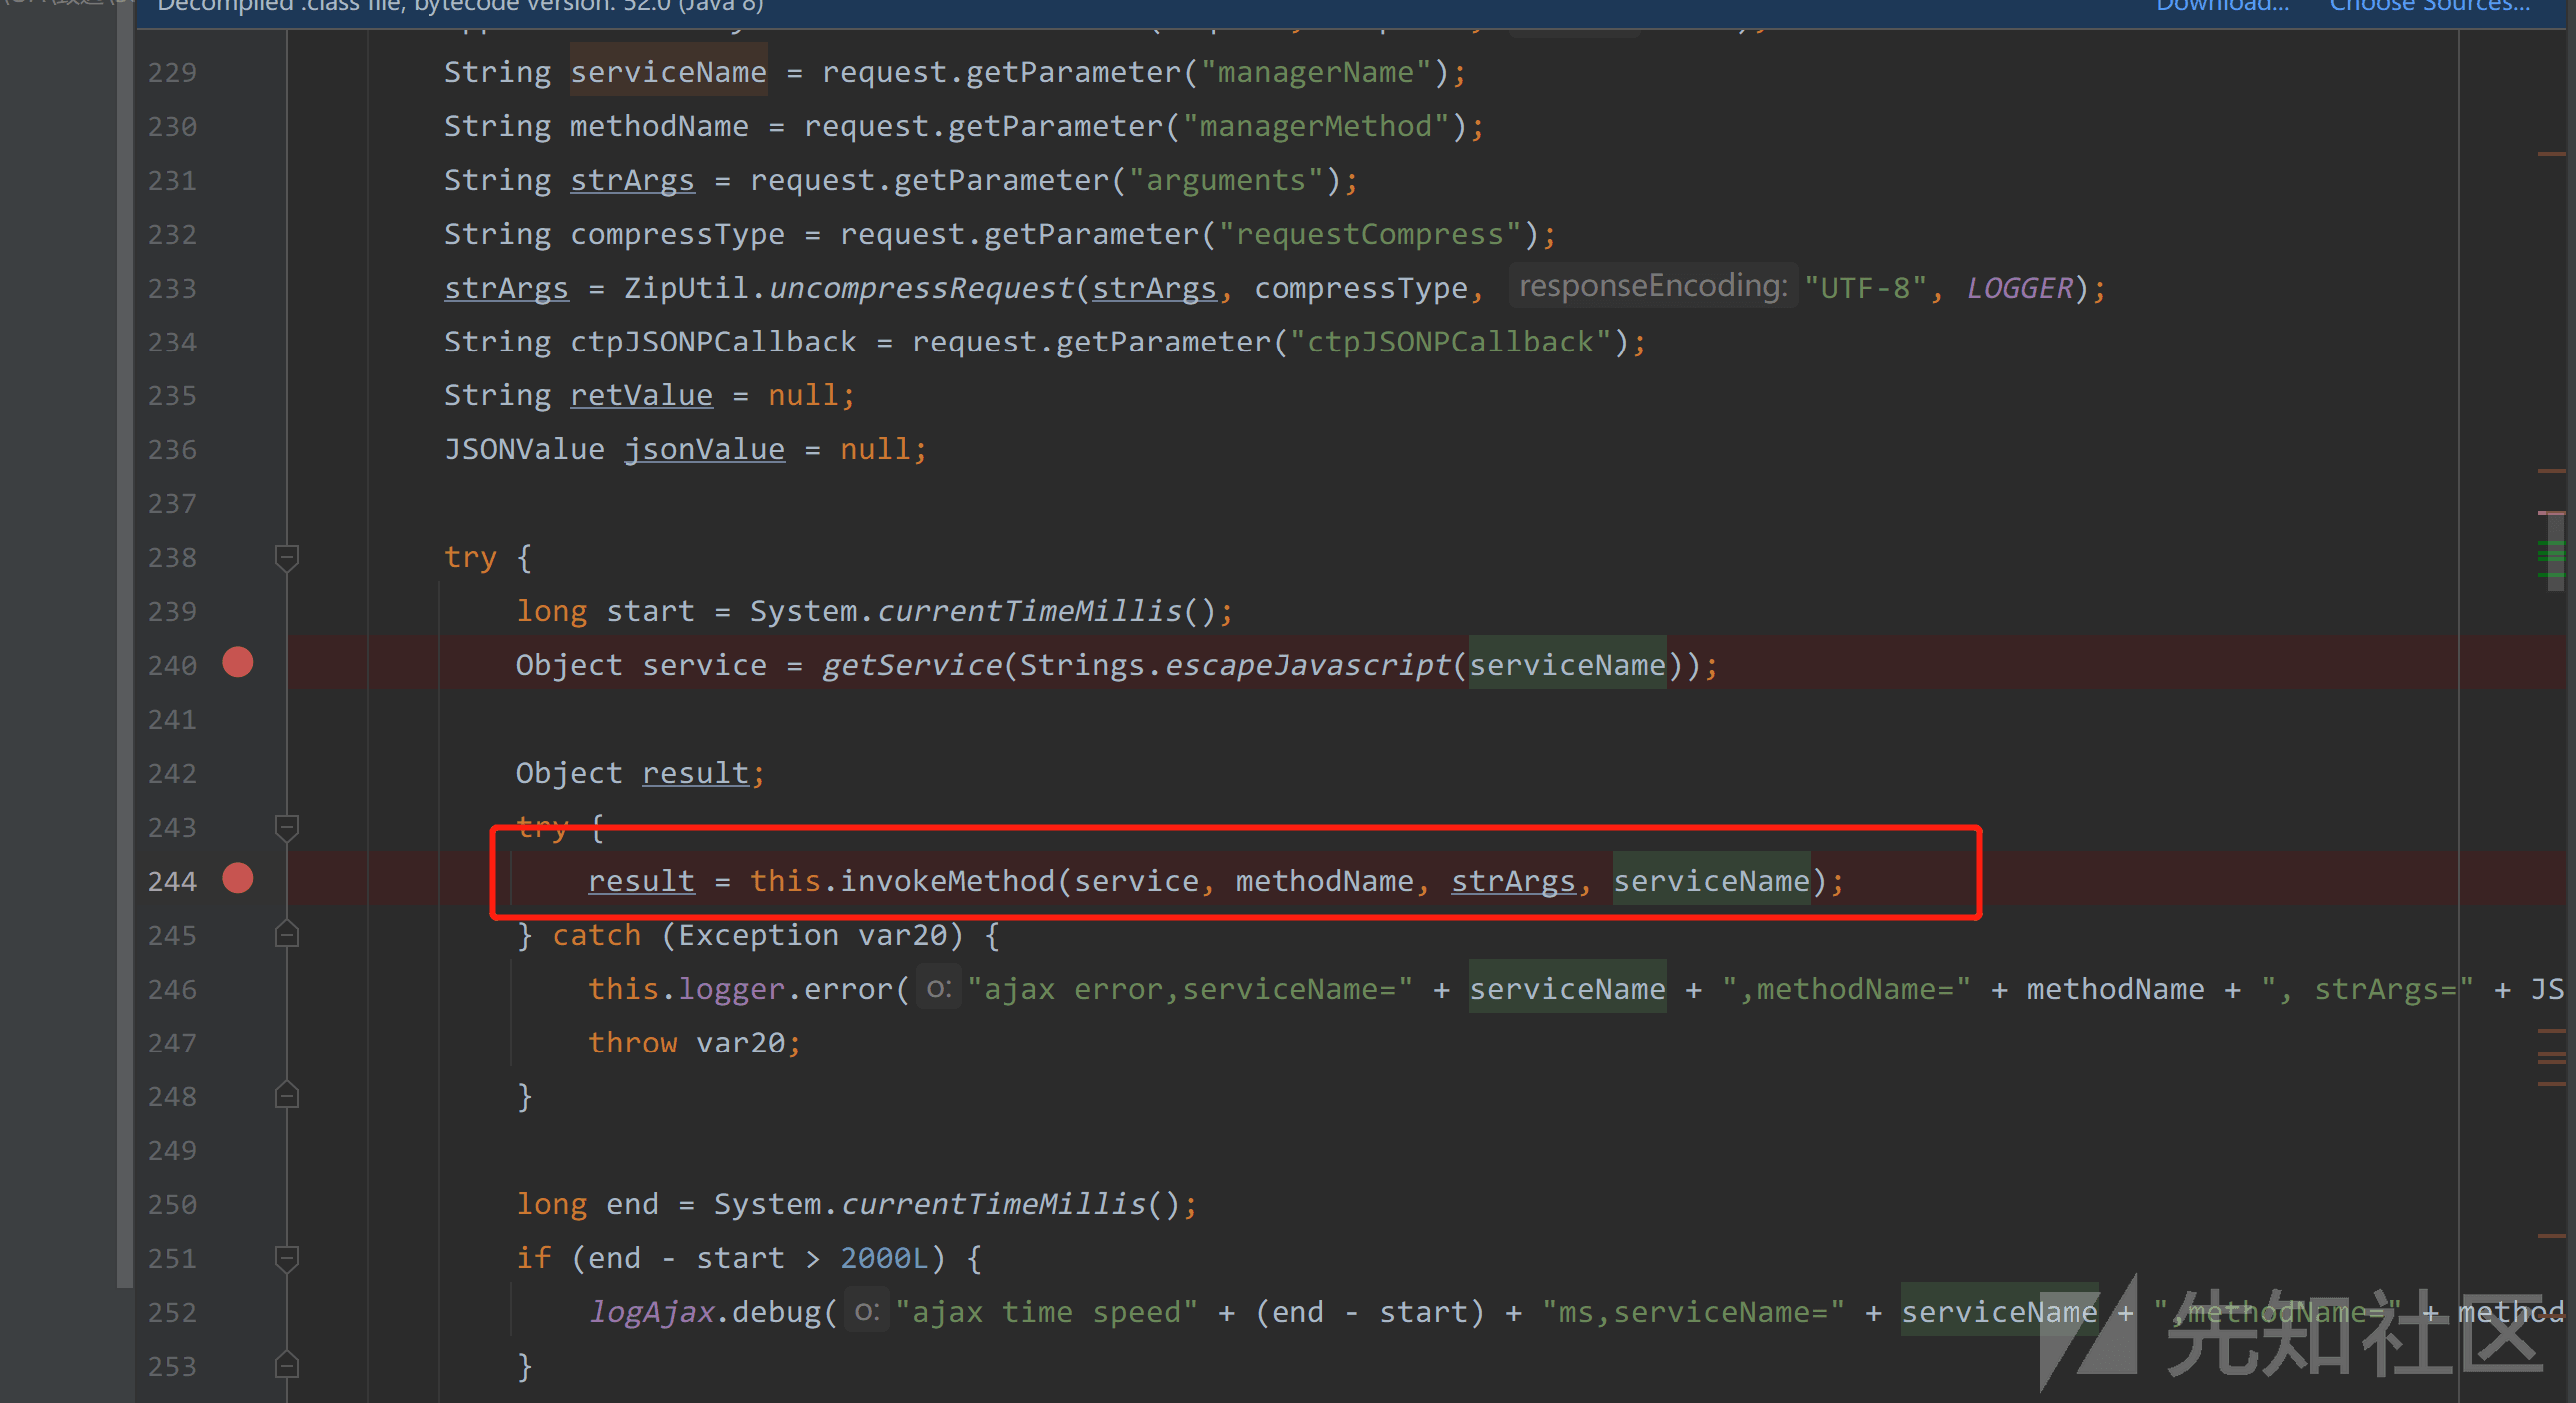 Decompiled .class file, bytecode version: 52.0 (Java 8) Download... Choose Sources...
229 String serviceName = request.getParameter("managerName");
230 String methodName = request.getParameter("managerMethod");
231 String strArgs = request.getParameter("arguments");
232 String compressType = request.getParameter("requestCompress");
233 strArgs = ZipUtil.uncompressRequest(strArgs, compressType, responseEncoding: "UTF-8", LOGGER);
234 String ctpJSONPCallback = request.getParameter("ctpJSONPCallback");
235 String retValue = null;
236 JSONValue jsonValue = null;
237
238 try {
239 long start = System.currentTimeMillis();
240 Object service = getService(Strings.escapeJavascript(serviceName));
241
242 Object result;
243 try {
244 result = this.invokeMethod(service, methodName, strArgs, serviceName);
245 } catch (Exception var20) {
246 this.logger.error( o: "ajax error,serviceName=" + serviceName + ",methodName=" + methodName + ", strArgs=" + JS
247 throw var20;
248 }
249
250 long end = System.currentTimeMillis();
251 if (end - start > 2000L) {
252 logAjax.debug( o: "ajax time speed" + (end - start) + "ms,serviceName=" + serviceName + ",methodName=" + method
253 }
先知社区